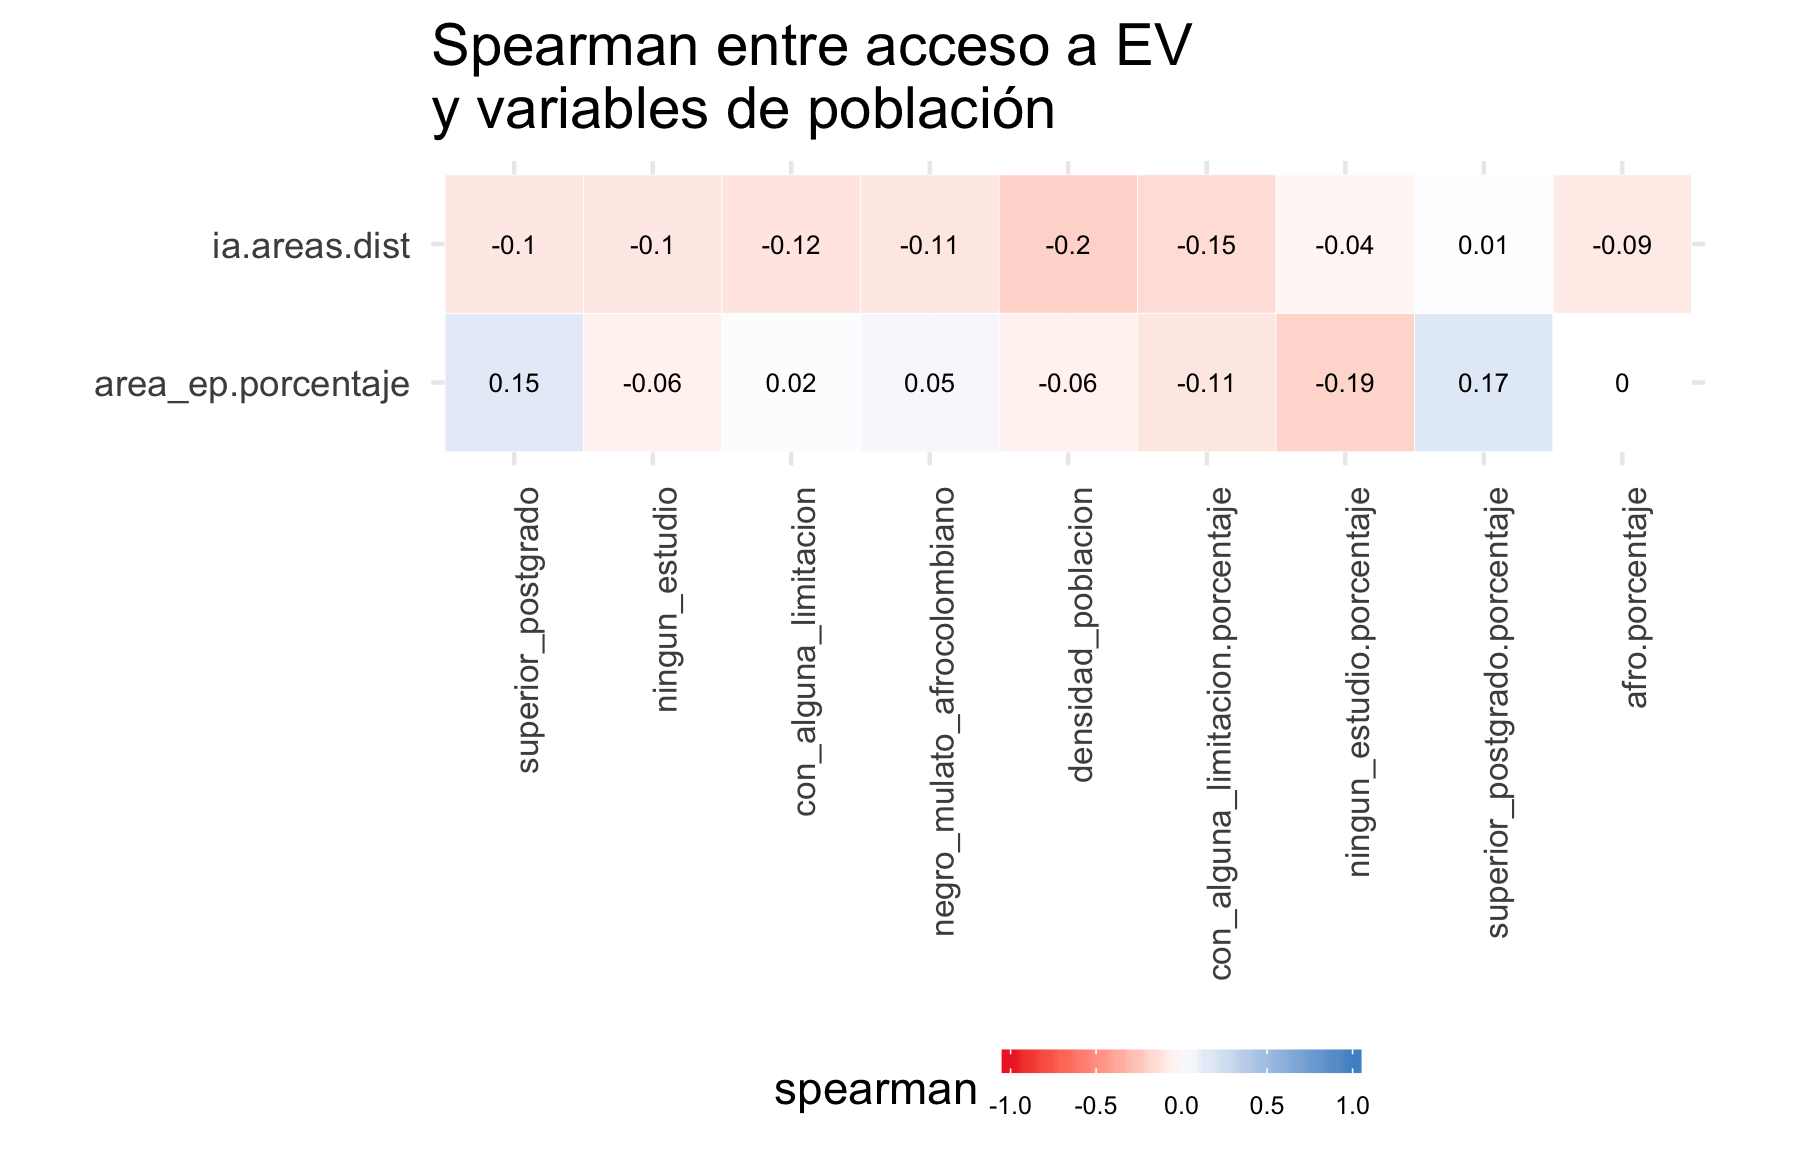 Spearman entre acceso a EV
y variables de población
ia.areas.dist
-0.1
-0.1
-0.12
-0.11
-0.2
-0.15
-0.04
0.01
-0.09
area_ep.porcentaje
0.15
-0.06
0.02
0.05
-0.06
-0.11
-0.19
0.17
0
superior_postgrado
ningun_estudio
con_alguna_limitacion
negro_mulato_afrocolombiano
densidad_poblacion
con_alguna_limitacion.porcentaje
ningun_estudio.porcentaje
superior_postgrado.porcentaje
afro.porcentaje
spearman
-1.0
-0.5
0.0
0.5
1.0